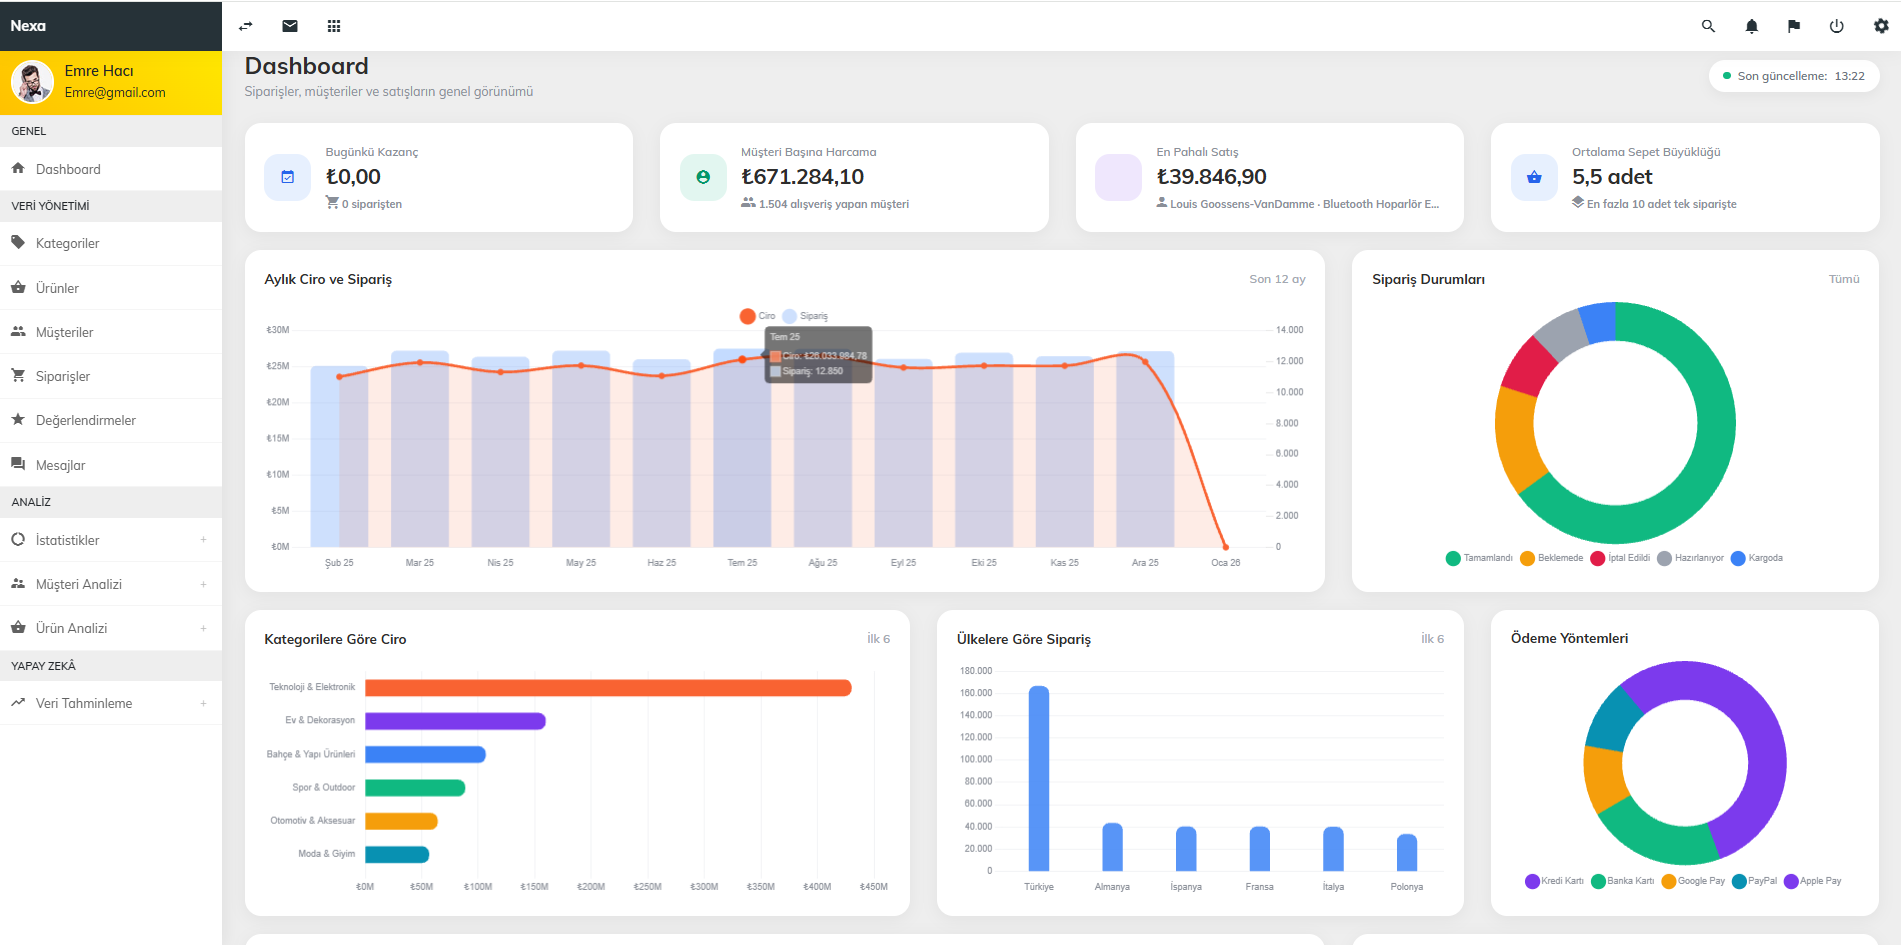 Nexa
Emre Hacı
Emre@gmail.com
GENEL
Dashboard
VERİ YÖNETİMİ
Kategoriler
Ürünler
Müşteriler
Siparişler
Değerlendirmeler
Mesajlar
ANALİZ
İstatistikler +
Müşteri Analizi +
Ürün Analizi +
YAPAY ZEKÂ
Veri Tahminleme +
Dashboard
Siparişler, müşteriler ve satışların genel görünümü
Son güncelleme: 13:22
Bugünkü Kazanç
₺0,00
0 siparişten
Müşteri Başına Harcama
₺671.284,10
1.504 alışveriş yapan müşteri
En Pahalı Satış
₺39.846,90
Louis Goossens-VanDamme · Bluetooth Hoparlör E...
Ortalama Sepet Büyüklüğü
5,5 adet
En fazla 10 adet tek siparişte
Aylık Ciro ve Sipariş
Son 12 ay
Ciro Sipariş
Tem 25
Ciro: ₺26.033.984,78
Sipariş: 12.850
₺30M
₺25M
₺20M
₺15M
₺10M
₺5M
₺0M
14.000
12.000
10.000
8.000
6.000
4.000
2.000
0
Şub 25 Mar 25 Nis 25 May 25 Haz 25 Tem 25 Ağu 25 Eyl 25 Eki 25 Kas 25 Ara 25 Oca 26
Sipariş Durumları
Tümü
Tamamlandı Beklemede İptal Edildi Hazırlanıyor Kargoda
Kategorilere Göre Ciro
İlk 6
Teknoloji & Elektronik
Ev & Dekorasyon
Bahçe & Yapı Ürünleri
Spor & Outdoor
Otomotiv & Aksesuar
Moda & Giyim
₺0M ₺50M ₺100M ₺150M ₺200M ₺250M ₺300M ₺350M ₺400M ₺450M
Ülkelere Göre Sipariş
İlk 6
180.000
160.000
140.000
120.000
100.000
80.000
60.000
40.000
20.000
0
Türkiye Almanya İspanya Fransa İtalya Polonya
Ödeme Yöntemleri
Kredi Kartı Banka Kartı Google Pay PayPal Apple Pay